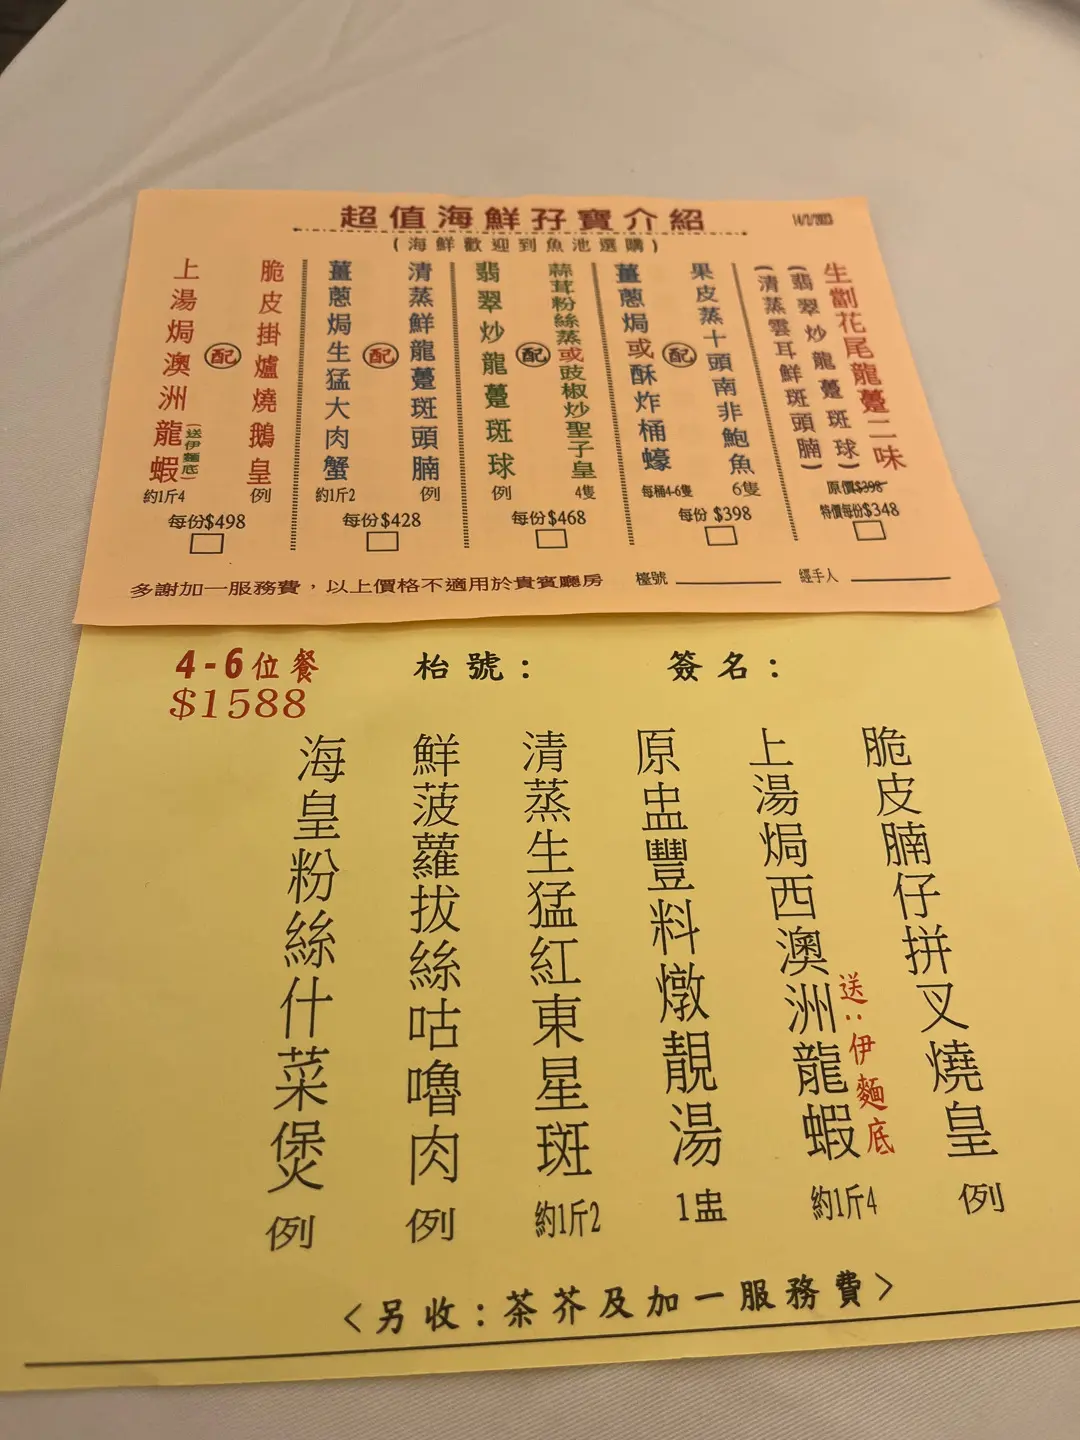 超值海鮮孖寶介紹
14/2/2023
(海鮮歡迎到魚池選購)
生劏花尾龍躉二味
(翡翠炒龍躉斑球)
(清蒸雲耳鮮斑頭腩)
原價$398
特價每份$348
果皮蒸十頭南非鮑魚
6隻
配
薑蔥焗或酥炸桶蠔
每桶4-6隻
每份 $398
蒜茸粉絲蒸或豉椒炒聖子皇
4隻
配
翡翠炒龍躉斑球
例
每份$468
清蒸鮮龍躉斑頭腩
例
配
薑蔥焗生猛大肉蟹
約1斤2
每份$428
脆皮掛爐燒鵝皇
例
配
上湯焗澳洲龍蝦
(送伊麵底)
約1斤4
每份$498
多謝加一服務費，以上價格不適用於貴賓廳房
檯號
經手人
4-6位餐
$1588
枱號：
簽名：
脆皮腩仔拼叉燒皇
例
上湯焗西澳洲龍蝦
送：伊麵底
約1斤4
原盅豐料燉靚湯
1盅
清蒸生猛紅東星斑
約1斤2
鮮菠蘿拔絲咕嚕肉
例
海皇粉絲什菜煲
例
<另收：茶芥及加一服務費>